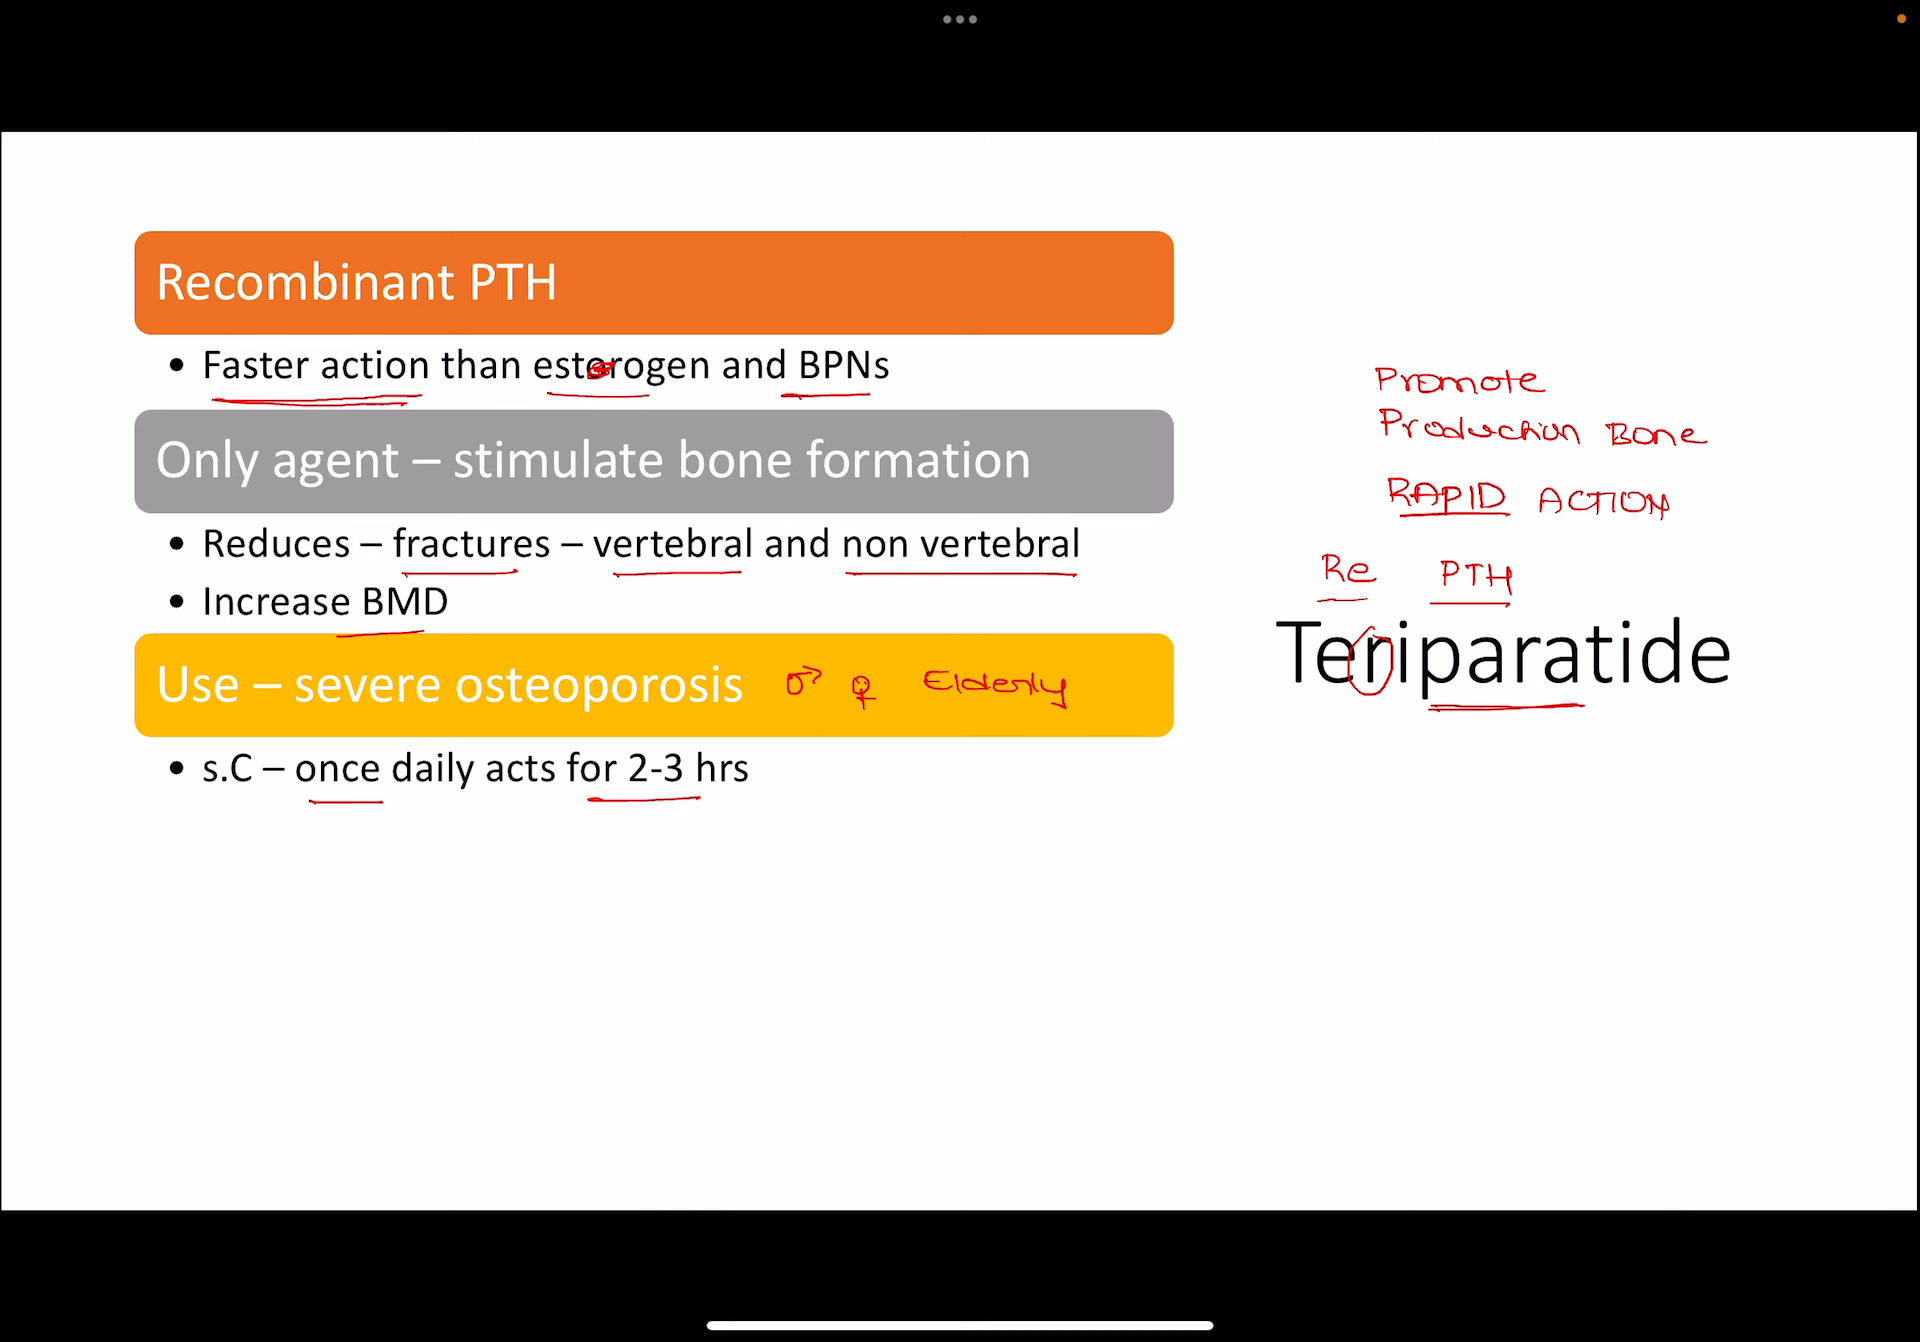 Recombinant PTH
• Faster action than esterogen and BPNs
Only agent – stimulate bone formation
• Reduces – fractures – vertebral and non vertebral
• Increase BMD
Use – severe osteoporosis ♂ ♀ Elderly
• s.C – once daily acts for 2-3 hrs
Promote
Production Bone
RAPID ACTION
Re PTH
Teriparatide